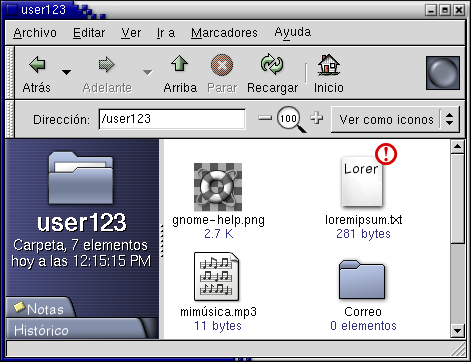 user123
Archivo Editar Ver Ir a Marcadores Ayuda
Atrás Adelante Arriba Parar Recargar Inicio
Dirección: /user123 100 Ver como iconos
user123
Carpeta, 7 elementos
hoy a las 12:15:15 PM
Notas
Histórico
gnome-help.png
2.7 K
Lorer
loremipsum.txt
281 bytes
mimúsica.mp3
11 bytes
Correo
0 elementos